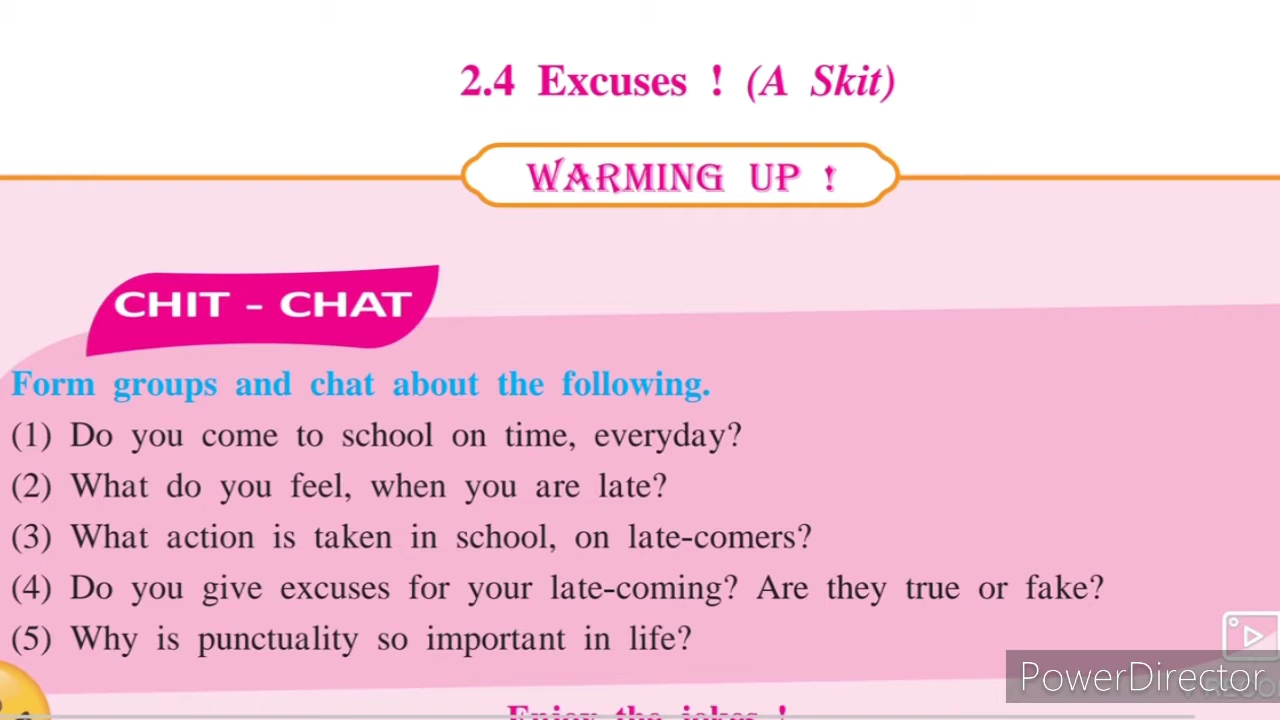 2.4 Excuses ! (A Skit)
WARMING UP !
CHIT - CHAT
Form groups and chat about the following.
(1) Do you come to school on time, everyday?
(2) What do you feel, when you are late?
(3) What action is taken in school, on late-comers?
(4) Do you give excuses for your late-coming? Are they true or fake?
(5) Why is punctuality so important in life?
PowerDirector
Enjoy the jokes !